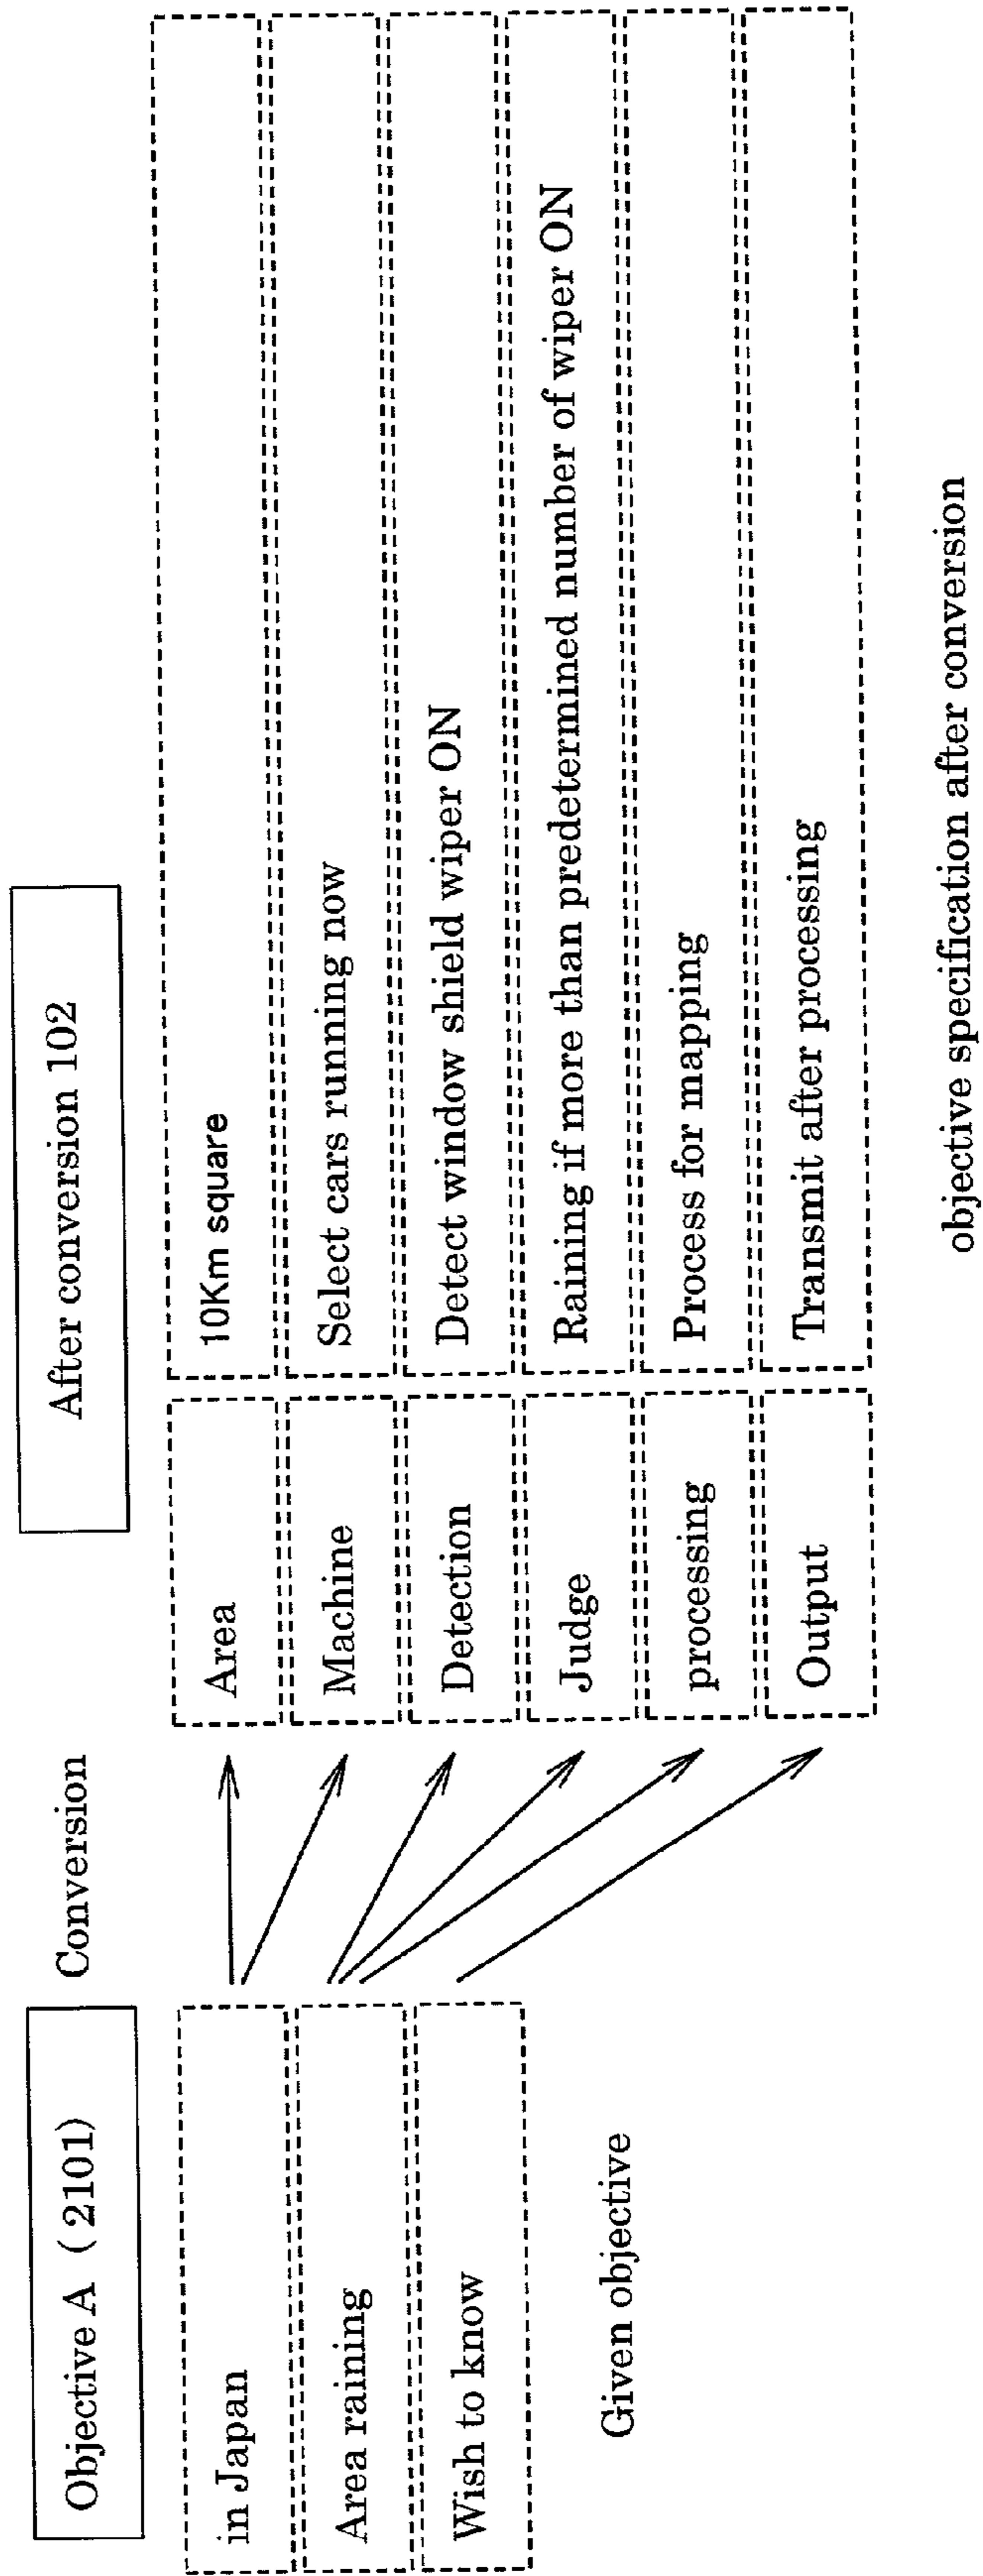 Objective A (2101)
Conversion
After conversion 102
in Japan
Area raining
Wish to know
Given objective
Area
10Km square
Machine
Select cars running now
Detection
Detect window shield wiper ON
Judge
Raining if more than predetermined number of wiper ON
processing
Process for mapping
Output
Transmit after processing
objective specification after conversion